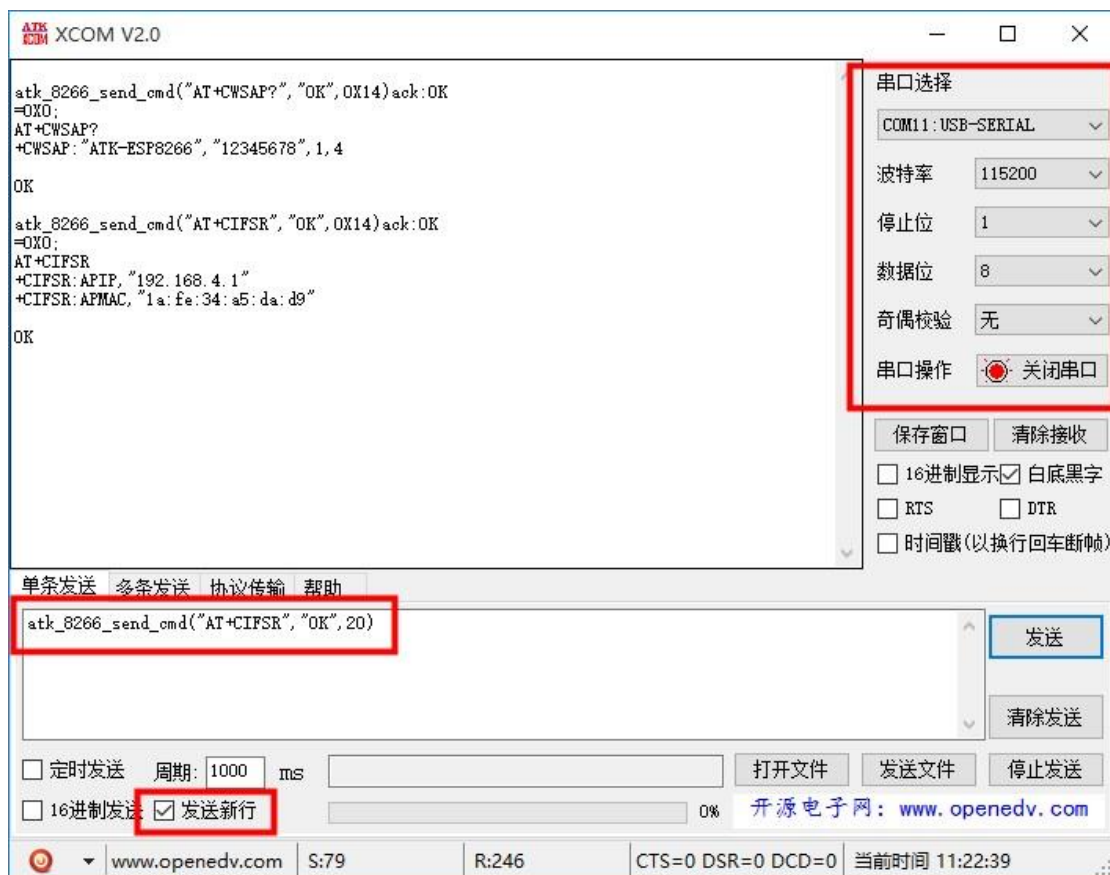 ATK
XCOM
XCOM V2.0
atk_8266_send_cmd("AT+CWSAP?","OK",0X14)ack:OK
=0X0;
AT+CWSAP?
+CWSAP:"ATK-ESP8266","12345678",1,4
OK
atk_8266_send_cmd("AT+CIFSR","OK",0X14)ack:OK
=0X0;
AT+CIFSR
+CIFSR:APIP,"192.168.4.1"
+CIFSR:APMAC,"1a:fe:34:a5:da:d9"
OK
串口选择
COM11:USB-SERIAL
波特率 115200
停止位 1
数据位 8
奇偶校验 无
串口操作 关闭串口
保存窗口 清除接收
16进制显示 白底黑字
RTS DTR
时间戳(以换行回车断帧)
单条发送 多条发送 协议传输 帮助
atk_8266_send_cmd("AT+CIFSR","OK",20)
发送
清除发送
定时发送 周期: 1000 ms 打开文件 发送文件 停止发送
16进制发送 发送新行 0% 开源电子网: www.openedv.com
www.openedv.com S:79 R:246 CTS=0 DSR=0 DCD=0 当前时间 11:22:39